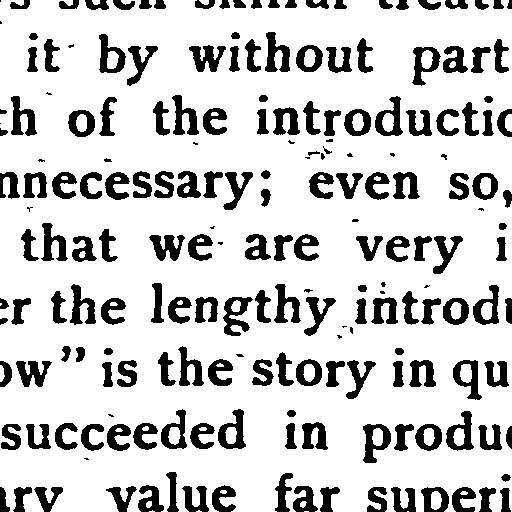 such skilful treatm
it by without part
th of the introductio
nnecessary; even so,
that we are very i
er the lengthy introdu
ow" is the story in qu
succeeded in produc
ary value far superi